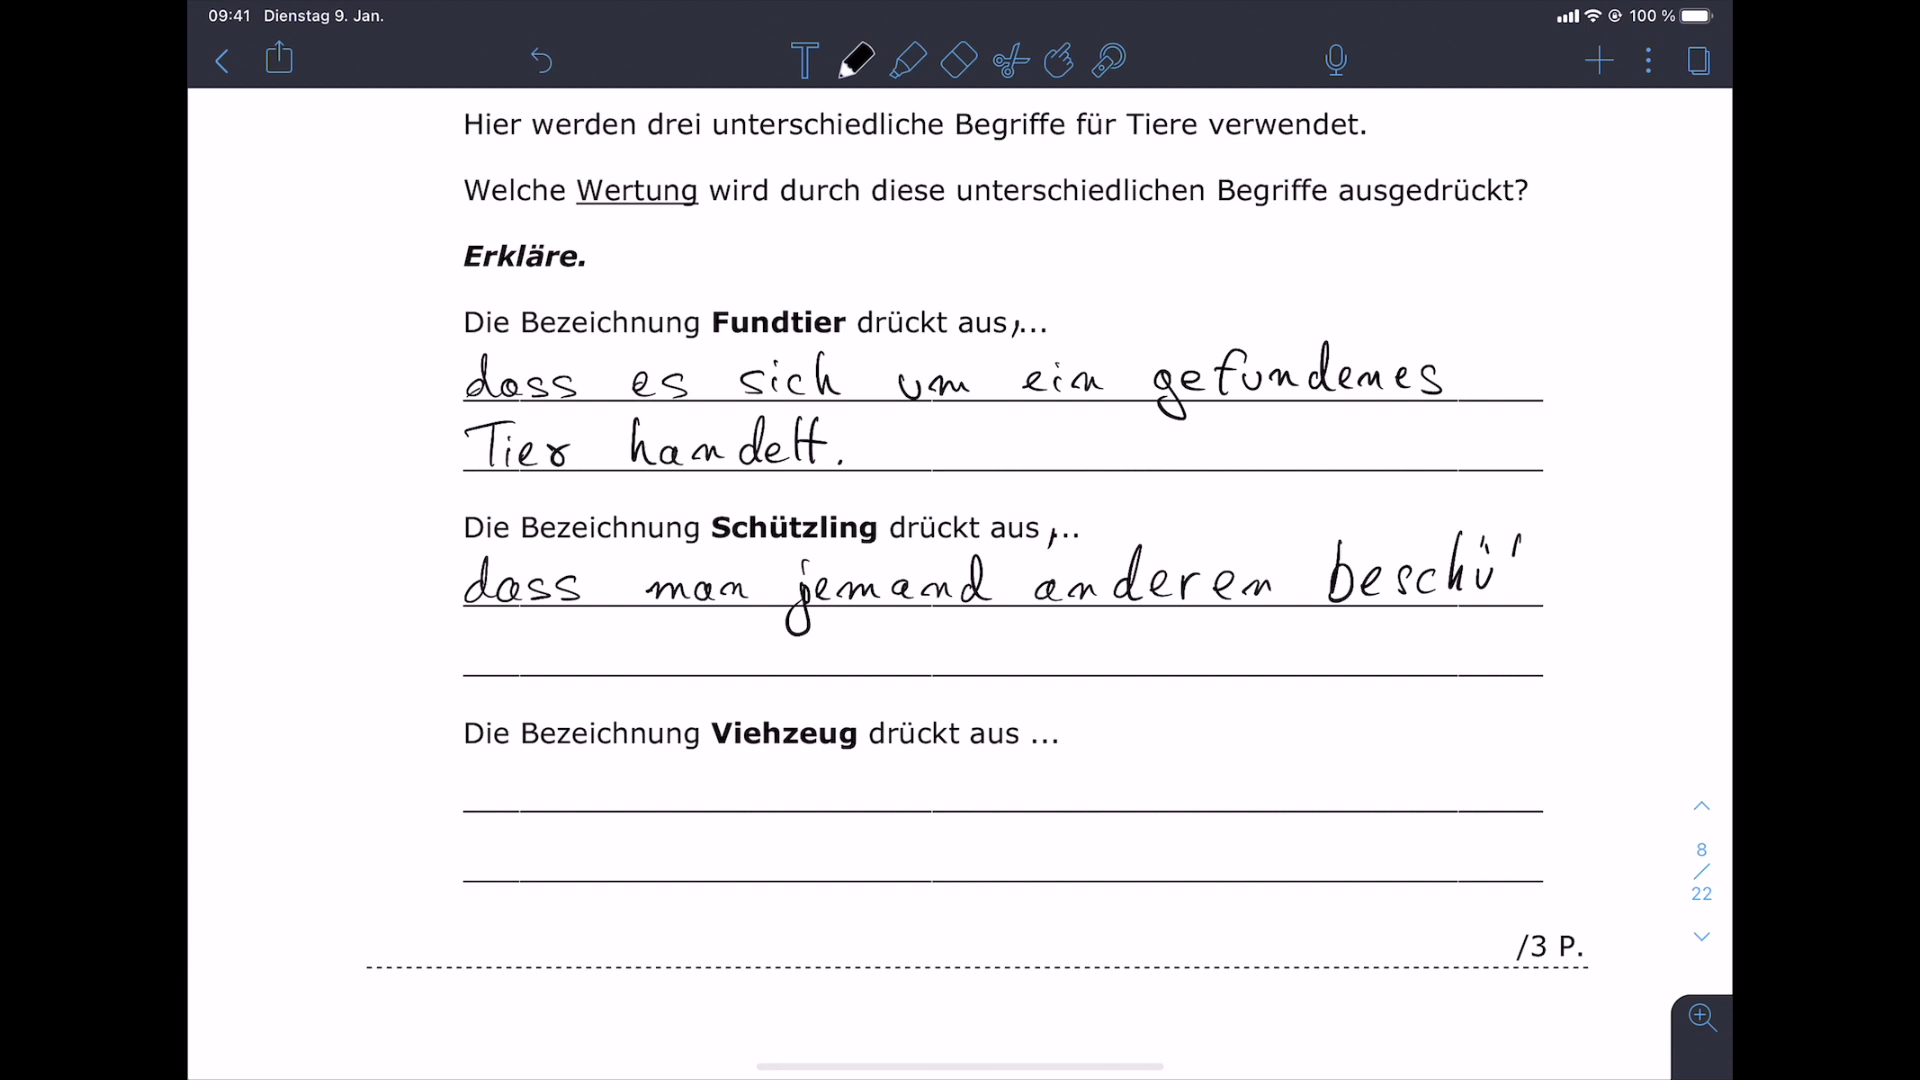 09:41 Dienstag 9. Jan.
100 %
Hier werden drei unterschiedliche Begriffe für Tiere verwendet.
Welche Wertung wird durch diese unterschiedlichen Begriffe ausgedrückt?
Erkläre.
Die Bezeichnung Fundtier drückt aus,...
dass es sich um ein gefundenes
Tier handelt.
Die Bezeichnung Schützling drückt aus,...
dass man jemand anderen beschü
Die Bezeichnung Viehzeug drückt aus ...
8
/
22
/3 P.